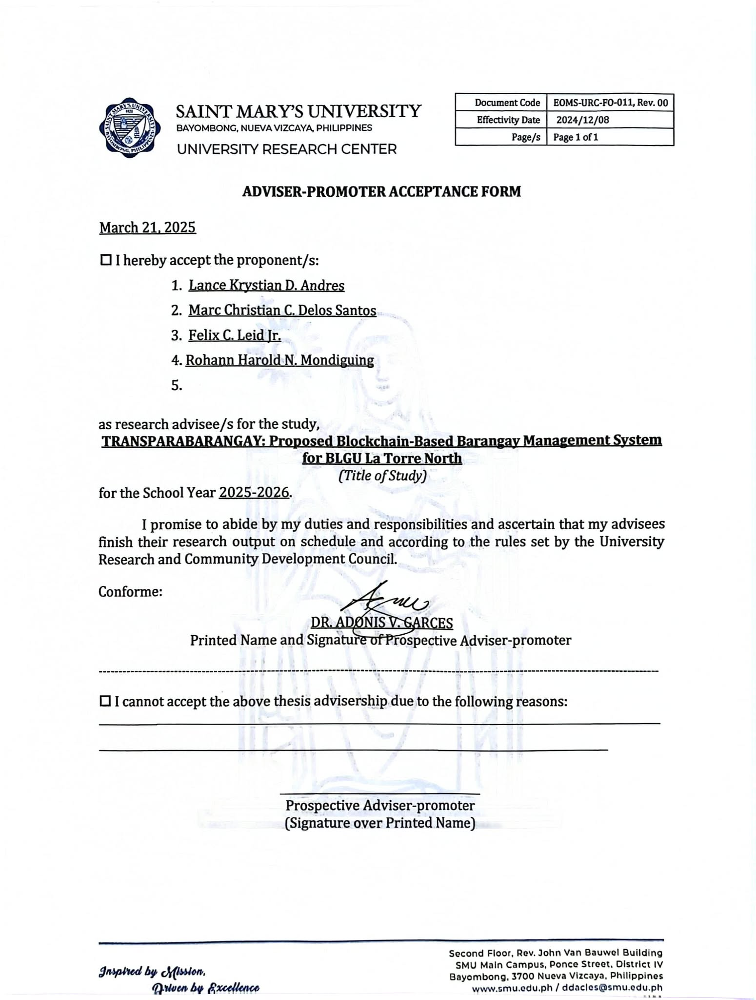 SAINT MARY'S UNIVERSITY
BAYOMBONG, NUEVA VIZCAYA, PHILIPPINES
UNIVERSITY RESEARCH CENTER
Document Code EOMS-URC-FO-011, Rev. 00
Effectivity Date 2024/12/08
Page/s Page 1 of 1
SAINT MARY'S UNIVERSITY
BAYOMBONG, PHILIPPINES
ADVISER-PROMOTER ACCEPTANCE FORM
March 21, 2025
☐ I hereby accept the proponent/s:
1. Lance Krystian D. Andres
2. Marc Christian C. Delos Santos
3. Felix C. Leid Jr.
4. Rohann Harold N. Mondiguing
5.
as research advisee/s for the study,
TRANSPARABARANGAY: Proposed Blockchain-Based Barangay Management System
for BLGU La Torre North
(Title of Study)
for the School Year 2025-2026.
I promise to abide by my duties and responsibilities and ascertain that my advisees
finish their research output on schedule and according to the rules set by the University
Research and Community Development Council.
Conforme:
DR. ADONIS V. GARCES
Printed Name and Signature of Prospective Adviser-promoter
☐ I cannot accept the above thesis advisership due to the following reasons:
Prospective Adviser-promoter
(Signature over Printed Name)
Inspired by Mission,
Driven by Excellence
Second Floor, Rev. John Van Bauwel Building
SMU Main Campus, Ponce Street, District IV
Bayombong, 3700 Nueva Vizcaya, Philippines
www.smu.edu.ph / ddacles@smu.edu.ph